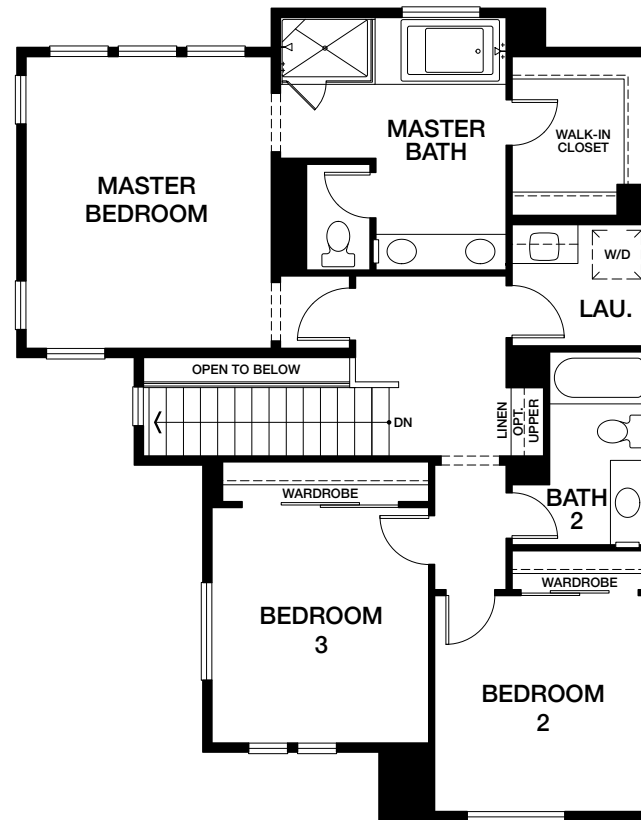 MASTER
BATH
WALK-IN
CLOSET
MASTER
BEDROOM
W/D
LAU.
OPEN TO BELOW
DN
LINEN
OPT.
UPPER
WARDROBE
BATH
2
WARDROBE
BEDROOM
3
BEDROOM
2